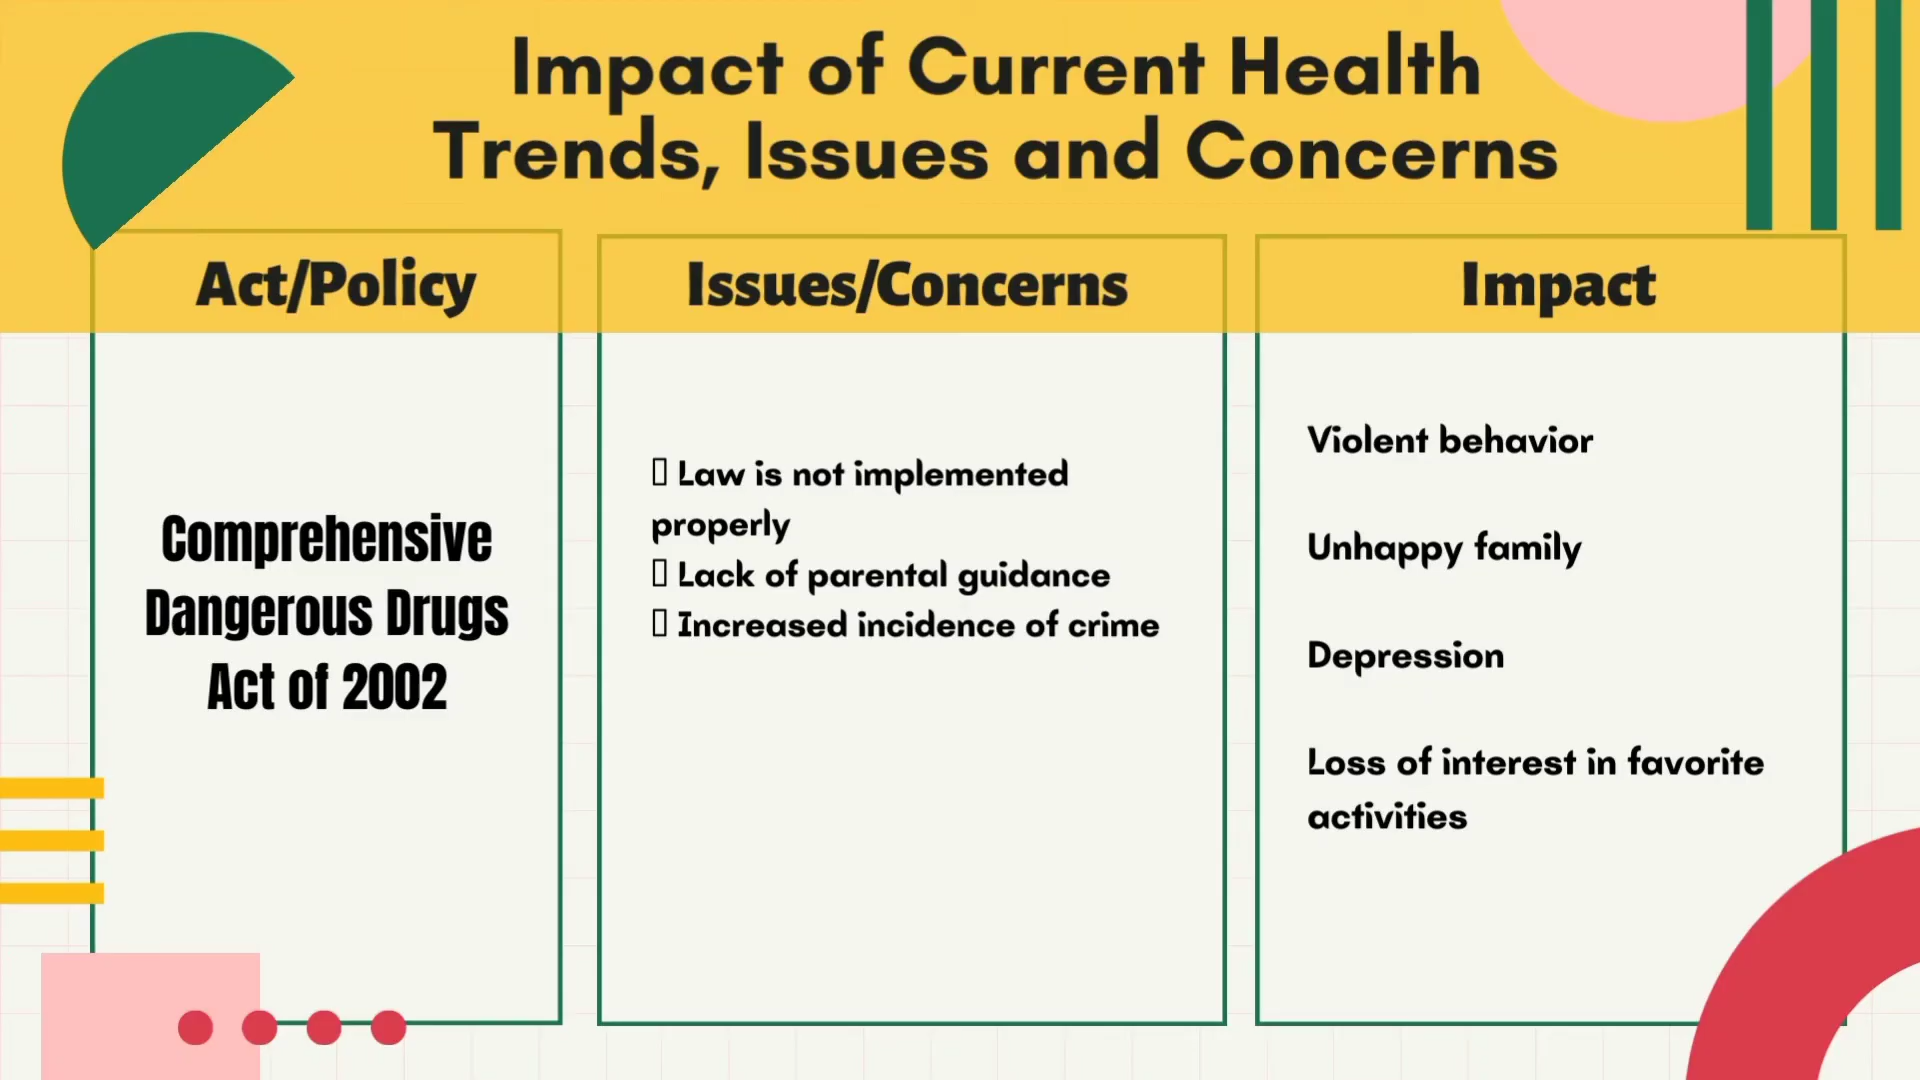 Impact of Current Health
Trends, Issues and Concerns
Act/Policy
Issues/Concerns
Impact
Comprehensive
Dangerous Drugs
Act of 2002
Law is not implemented
properly
Lack of parental guidance
Increased incidence of crime
Violent behavior
Unhappy family
Depression
Loss of interest in favorite
activities